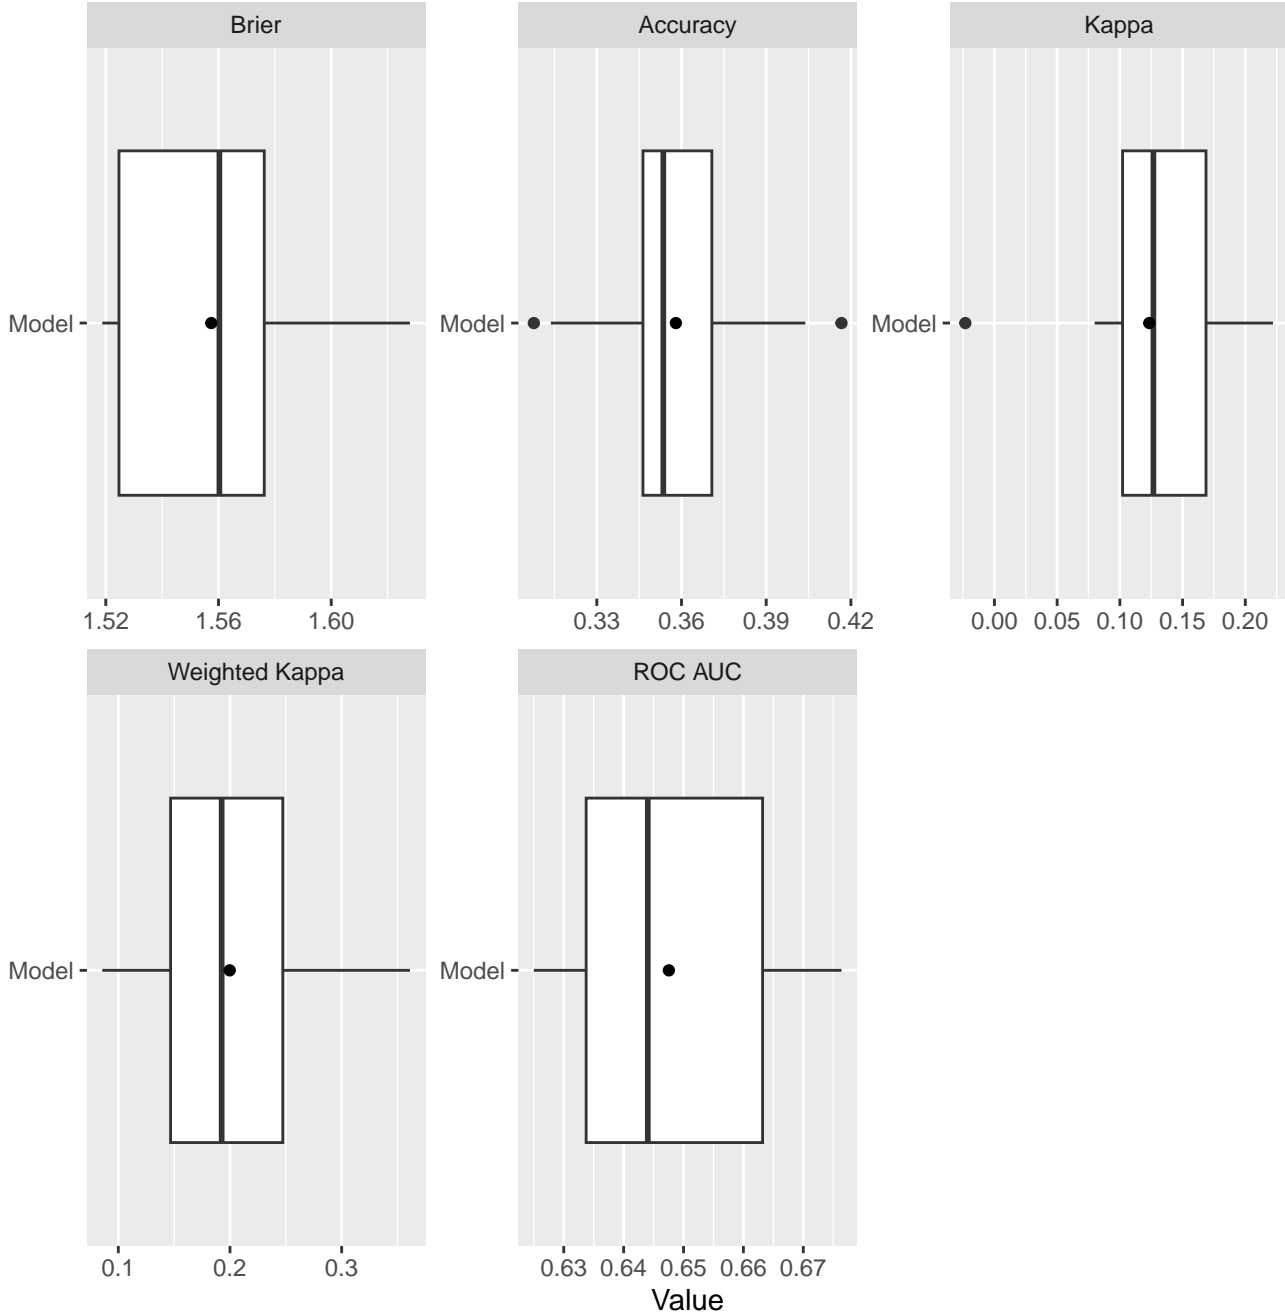 Brier
Accuracy
Kappa
Model
Model
Model
1.52 1.56 1.60
0.33 0.36 0.39 0.42
0.00 0.05 0.10 0.15 0.20
Weighted Kappa
ROC AUC
Model
Model
0.1 0.2 0.3
0.63 0.64 0.65 0.66 0.67
Value